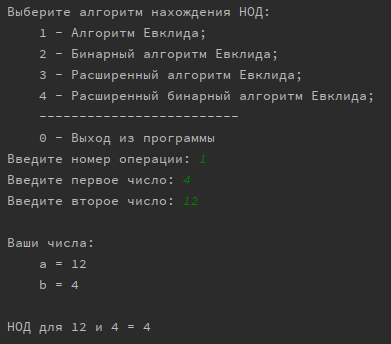 Выберите алгоритм нахождения НОД:
1 - Алгоритм Евклида;
2 - Бинарный алгоритм Евклида;
3 - Расширенный алгоритм Евклида;
4 - Расширенный бинарный алгоритм Евклида;
-------------------------
0 - Выход из программы
Введите номер операции: 1
Введите первое число: 4
Введите второе число: 12
Ваши числа:
a = 12
b = 4
НОД для 12 и 4 = 4